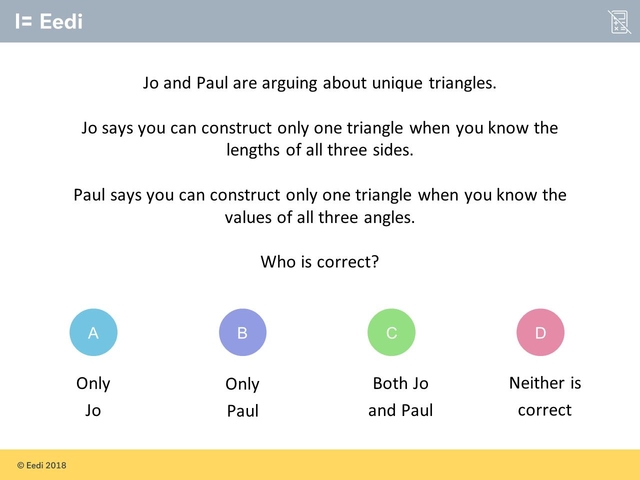 I= Eedi
Jo and Paul are arguing about unique triangles.
Jo says you can construct only one triangle when you know the
lengths of all three sides.
Paul says you can construct only one triangle when you know the
values of all three angles.
Who is correct?
A
B
C
D
Only
Jo
Only
Paul
Both Jo
and Paul
Neither is
correct
© Eedi 2018